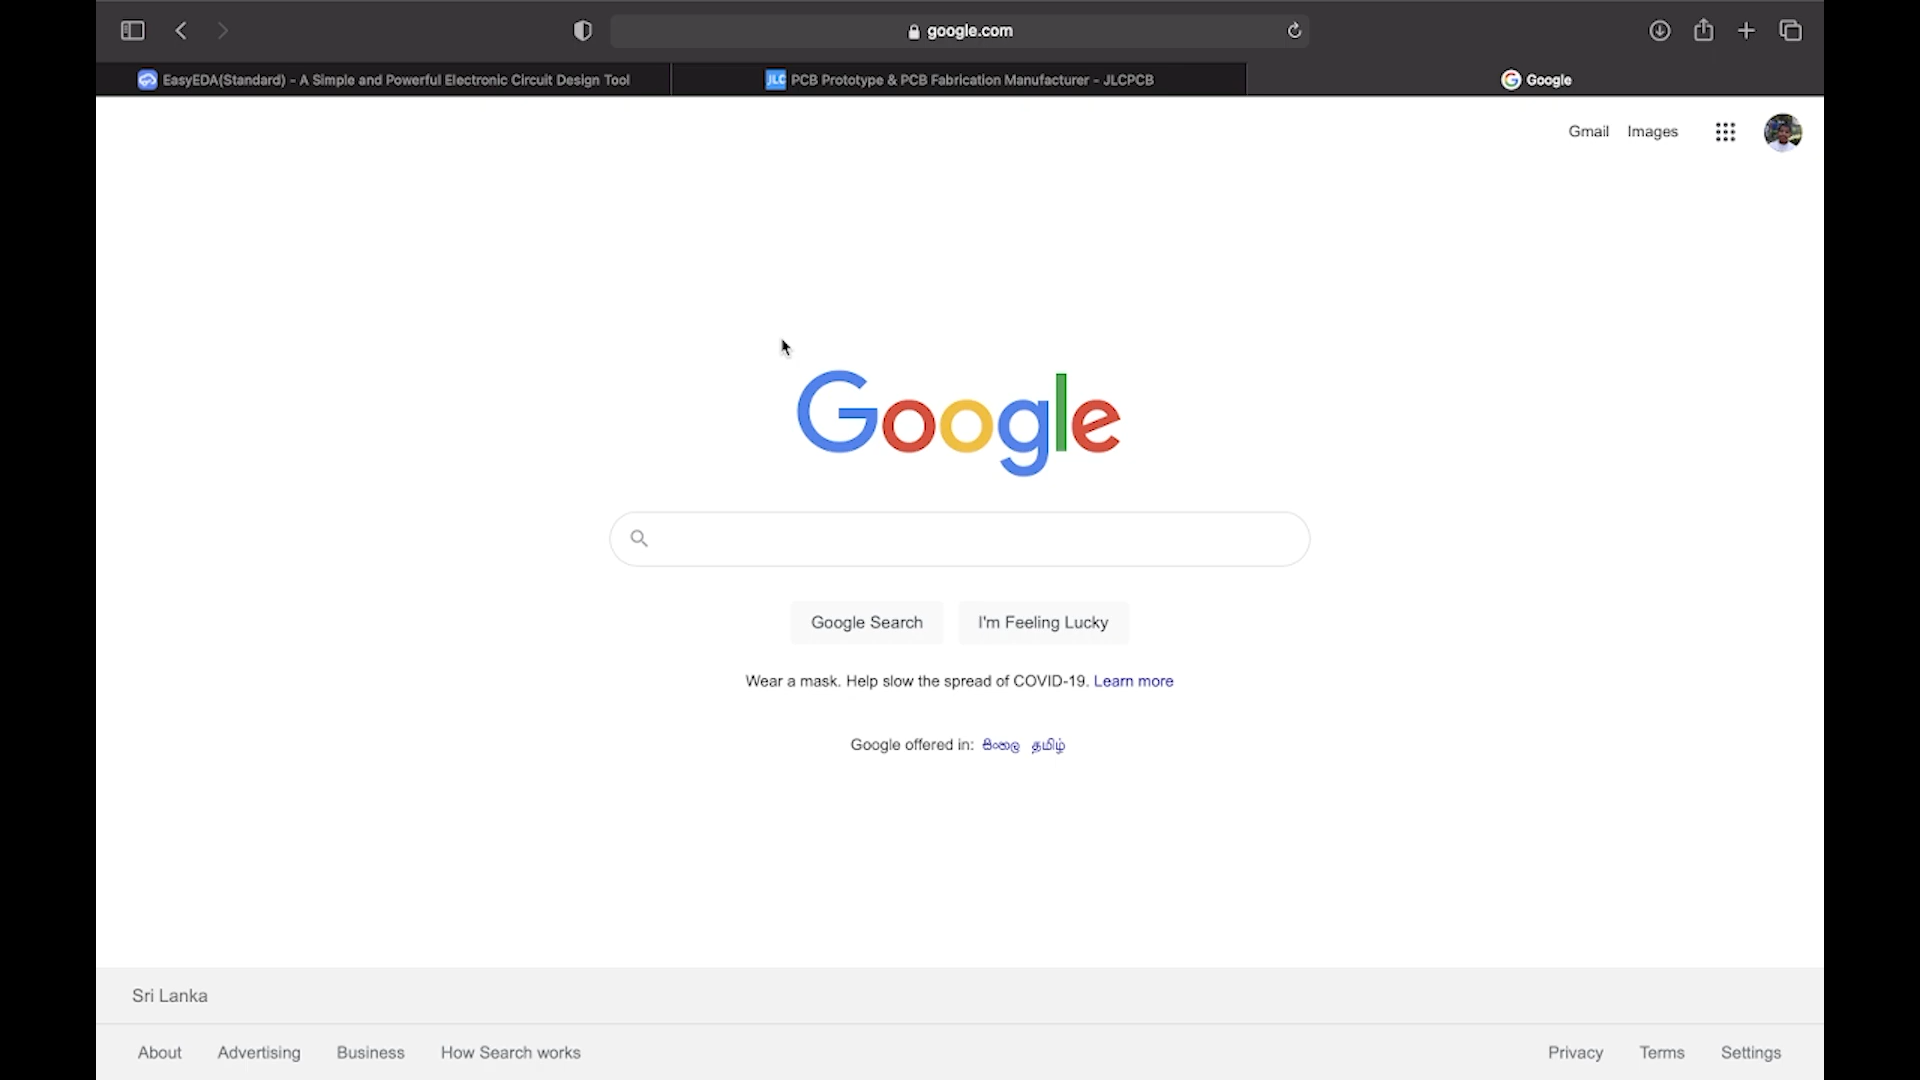 google.com
EasyEDA(Standard) - A Simple and Powerful Electronic Circuit Design Tool
JLC PCB Prototype & PCB Fabrication Manufacturer - JLCPCB
Google
Gmail Images
Google
Google Search I'm Feeling Lucky
Wear a mask. Help slow the spread of COVID-19. Learn more
Google offered in: සිංහල தமிழ்
Sri Lanka
About Advertising Business How Search works Privacy Terms Settings